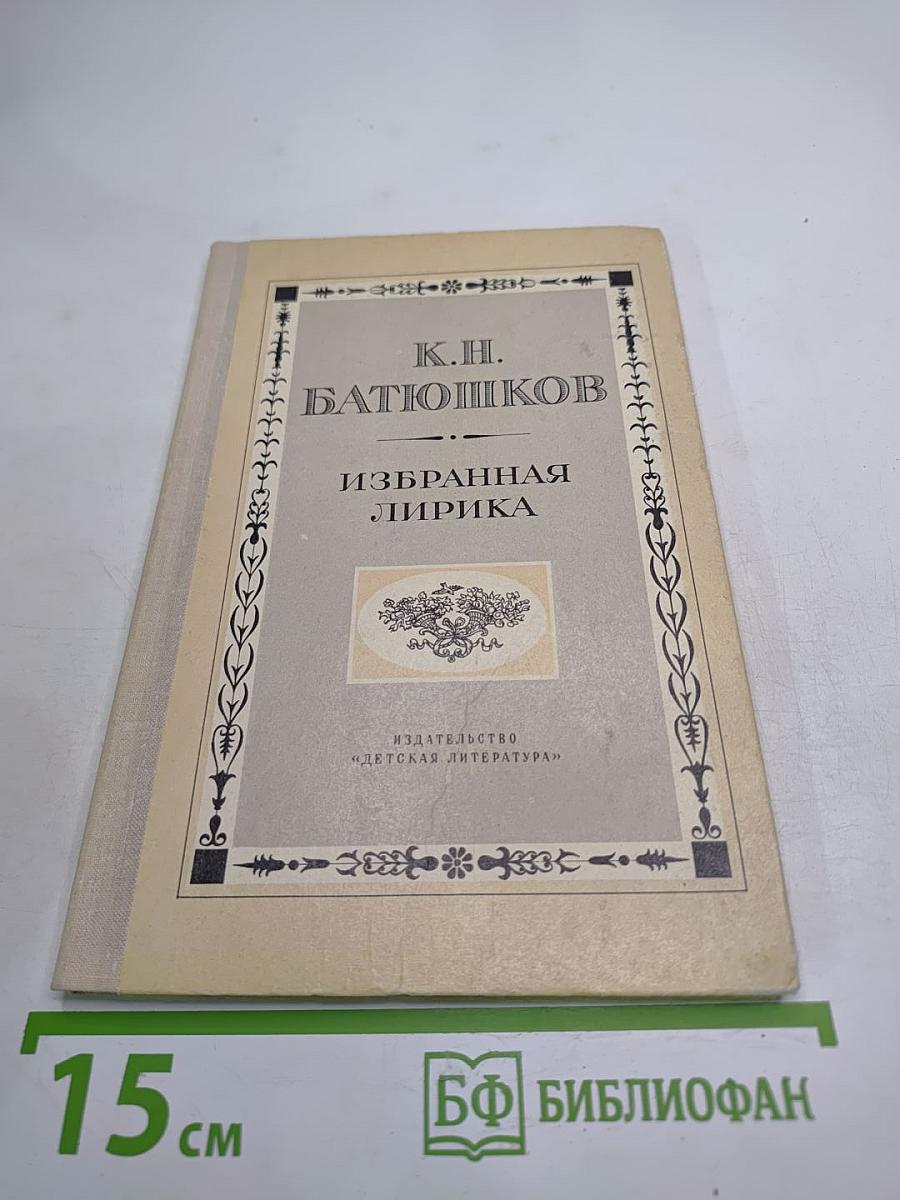 К.Н.
БАТЮШКОВ
ИЗБРАННАЯ
ЛИРИКА
ИЗДАТЕЛЬСТВО
«ДЕТСКАЯ ЛИТЕРАТУРА»
15 см
БФ БИБЛИОФАН